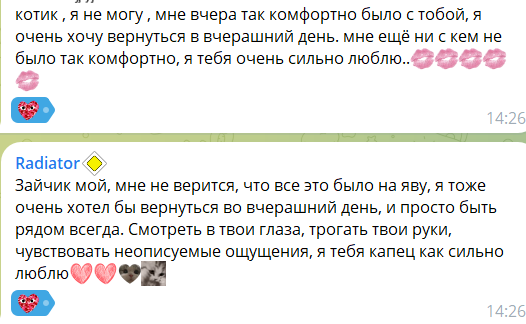 котик , я не могу , мне вчера так комфортно было с тобой, я
очень хочу вернуться в вчерашний день. мне ещё ни с кем не
было так комфортно, я тебя очень сильно люблю..💋💋💋💋
💋
14:26
Radiator
Зайчик мой, мне не верится, что все это было на яву, я тоже
очень хотел бы вернуться во вчерашний день, и просто быть
рядом всегда. Смотреть в твои глаза, трогать твои руки,
чувствовать неописуемые ощущения, я тебя капец как сильно
люблю
14:26